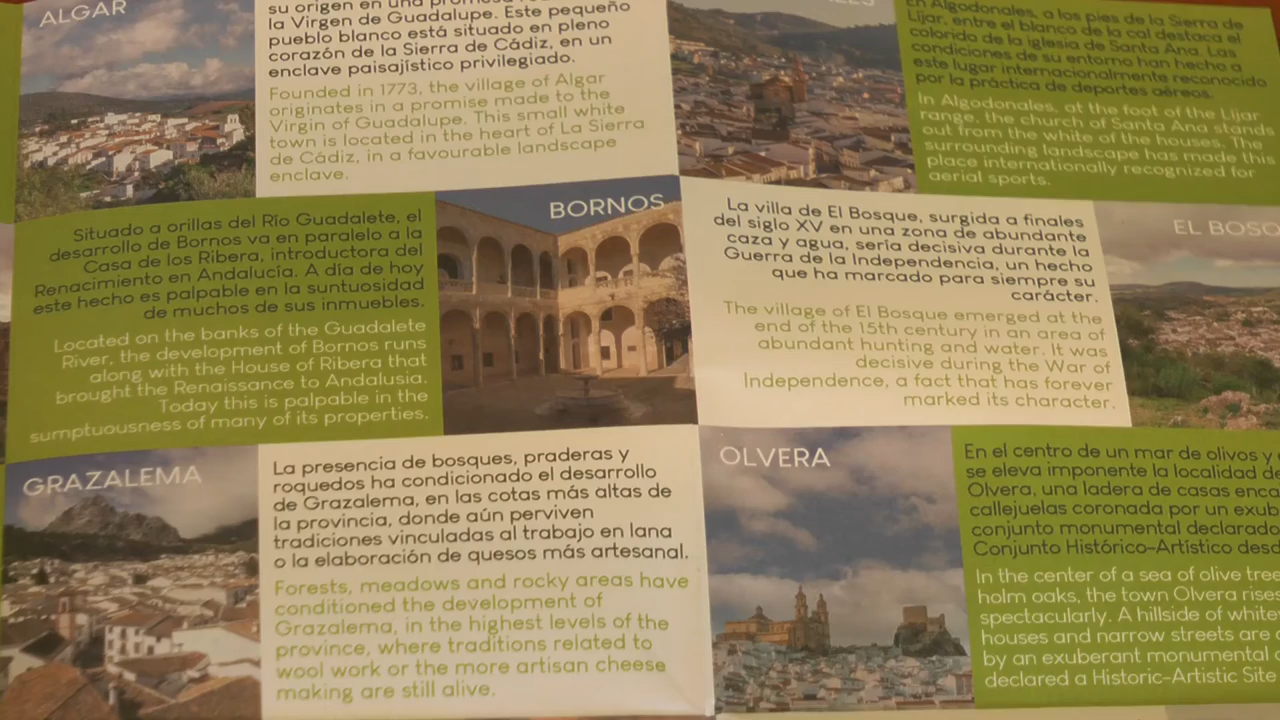 ALGAR
su origen en una
la Virgen de Guadalupe. Este pequeño
pueblo blanco está situado en pleno
corazón de la Sierra de Cádiz, en un
enclave paisajístico privilegiado.
Founded in 1773, the village of Algar
originates in a promise made to the
Virgin of Guadalupe. This small white
town is located in the heart of La Sierra
de Cádiz, in a favourable landscape
enclave.
En Algodonales, a los pies de la Sierra de
Líjar, entre el blanco de la cal destaca el
colorido de la iglesia de Santa Ana. Las
condiciones de su entorno han hecho a
este lugar internacionalmente reconocido
por la práctica de deportes aéreos.
In Algodonales, at the foot of the Líjar
range, the church of Santa Ana stands
out from the white of the houses. The
surrounding landscape has made this
place internationally recognized for
aerial sports.
Situado a orillas del Río Guadalete, el
desarrollo de Bornos va en paralelo a la
Casa de los Ribera, introductora del
Renacimiento en Andalucía. A día de hoy
este hecho es palpable en la suntuosidad
de muchos de sus inmuebles.
Located on the banks of the Guadalete
River, the development of Bornos runs
along with the House of Ribera that
brought the Renaissance to Andalusia.
Today this is palpable in the
sumptuousness of many of its properties.
BORNOS
La villa de El Bosque, surgida a finales
del siglo XV en una zona de abundante
caza y agua, sería decisiva durante la
Guerra de la Independencia, un hecho
que ha marcado para siempre su
carácter.
The village of El Bosque emerged at the
end of the 15th century in an area of
abundant hunting and water. It was
decisive during the War of
Independence, a fact that has forever
marked its character.
EL BOSQ
GRAZALEMA
La presencia de bosques, praderas y
roquedos ha condicionado el desarrollo
de Grazalema, en las cotas más altas de
la provincia, donde aún perviven
tradiciones vinculadas al trabajo en lana
o la elaboración de quesos más artesanal.
Forests, meadows and rocky areas have
conditioned the development of
Grazalema, in the highest levels of the
province, where traditions related to
wool work or the more artisan cheese
making are still alive.
OLVERA
En el centro de un mar de olivos y
se eleva imponente la localidad de
Olvera, una ladera de casas enca
callejuelas coronada por un exub
conjunto monumental declarado
Conjunto Histórico-Artístico desd
In the center of a sea of olive tree
holm oaks, the town Olvera rises
spectacularly. A hillside of white
houses and narrow streets are
by an exuberant monumental
declared a Historic-Artistic Site